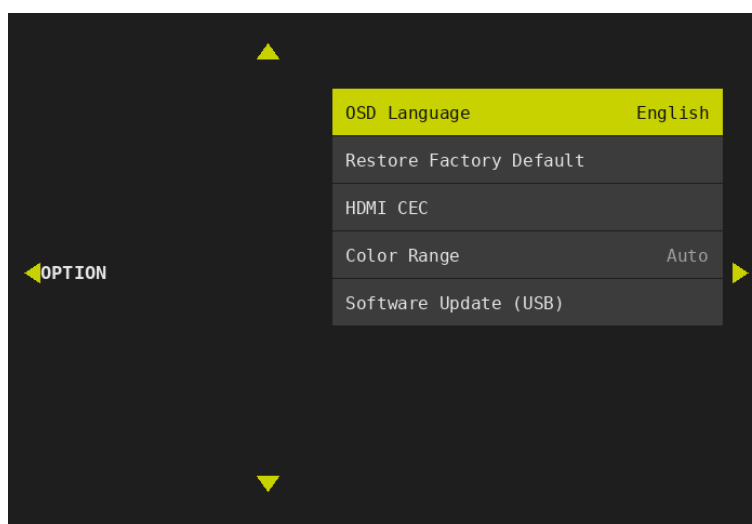 OSD Language English
Restore Factory Default
HDMI CEC
OPTION
Color Range Auto
Software Update (USB)